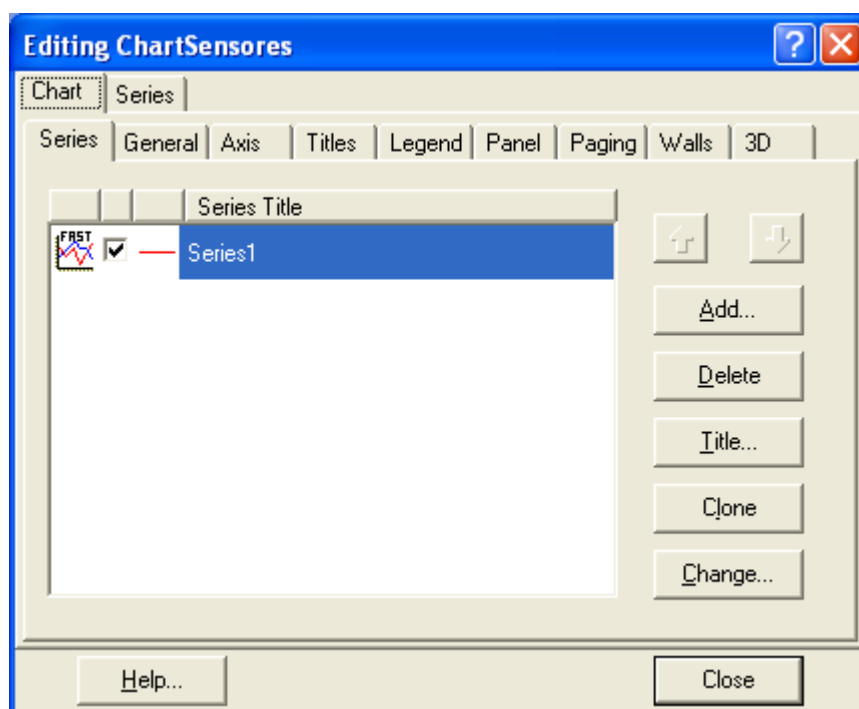 Editing ChartSensores
Chart Series
Series General Axis Titles Legend Panel Paging Walls 3D
Series Title
FAST
Series1
Add...
Delete
Title...
Clone
Change...
Help... Close